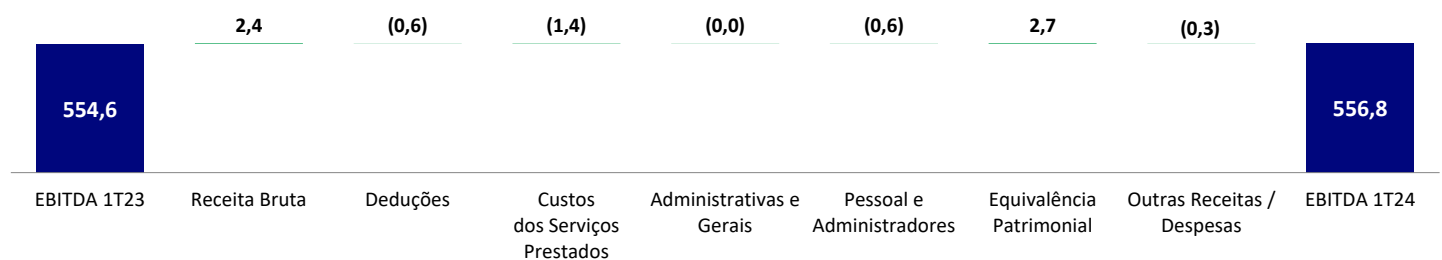 2,4 (0,6) (1,4) (0,0) (0,6) 2,7 (0,3)
554,6 556,8
EBITDA 1T23 Receita Bruta Deduções Custos Administrativas e Pessoal e Equivalência Outras Receitas / EBITDA 1T24
dos Serviços Gerais Administradores Patrimonial Despesas
Prestados